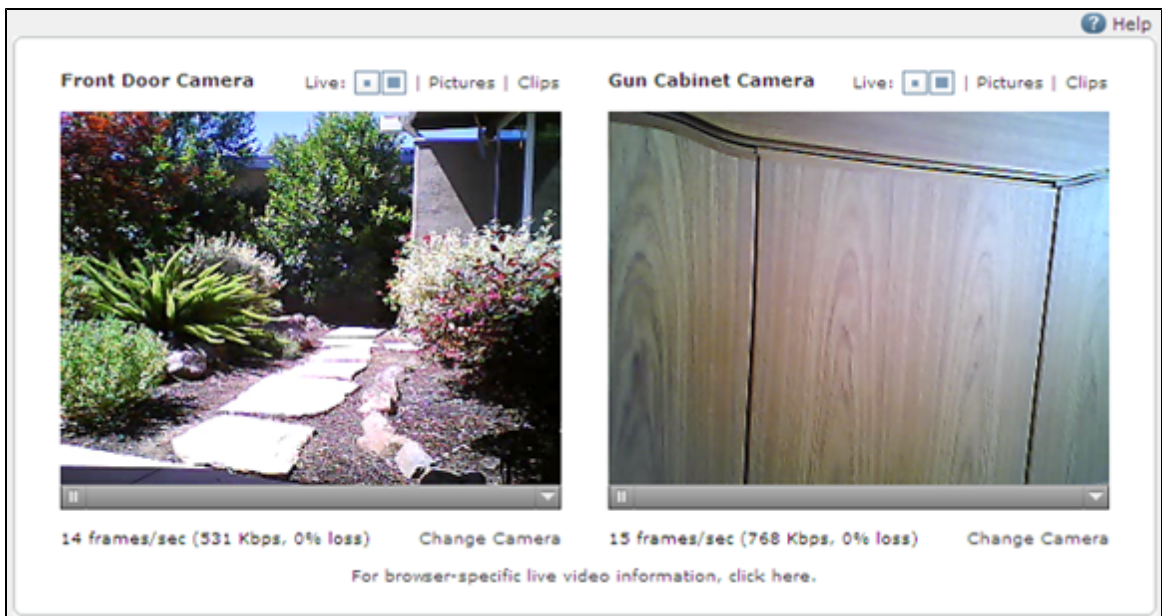 ? Help
Front Door Camera Live: | Pictures | Clips
Gun Cabinet Camera Live: | Pictures | Clips
14 frames/sec (531 Kbps, 0% loss) Change Camera
15 frames/sec (768 Kbps, 0% loss) Change Camera
For browser-specific live video information, click here.